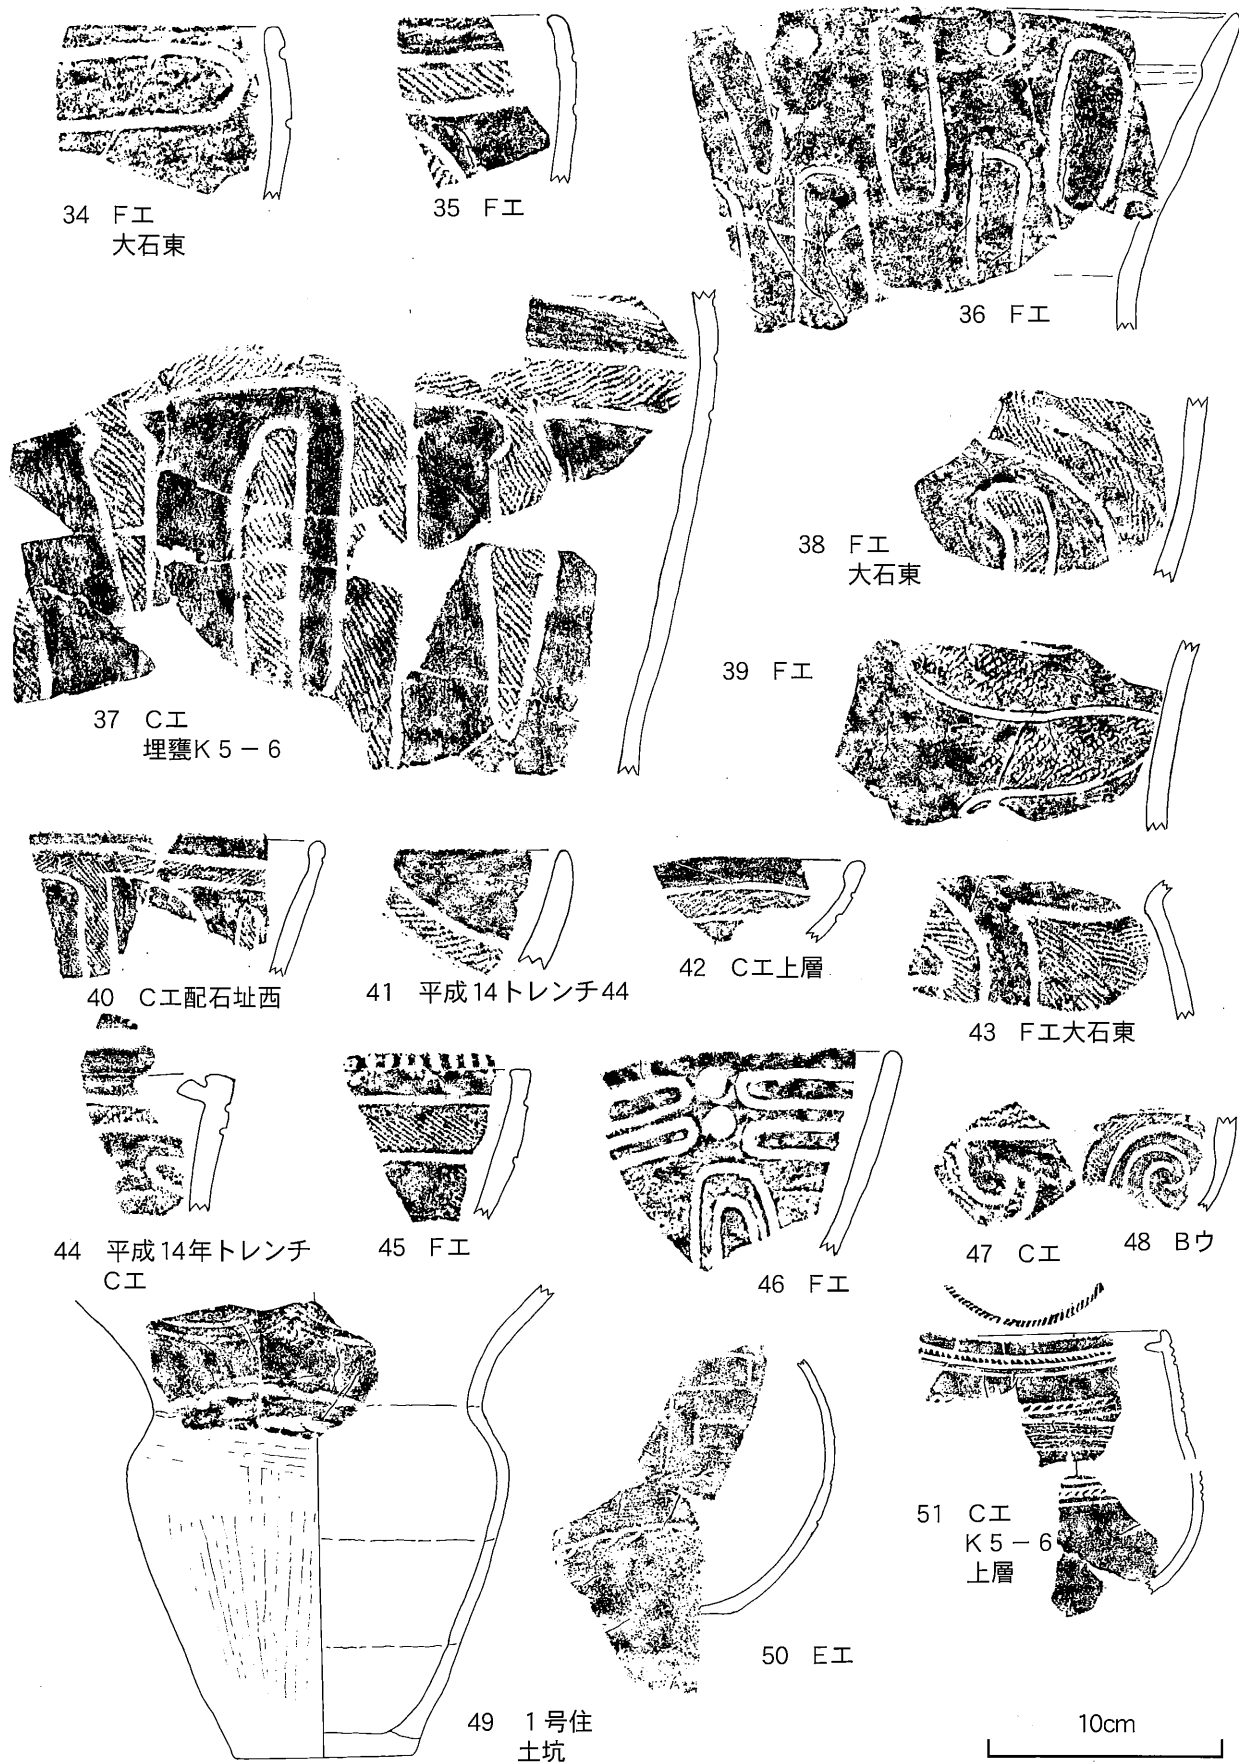 34 Fエ
大石東
35 Fエ
36 Fエ
37 Cエ
埋甕K5-6
38 Fエ
大石東
39 Fエ
40 Cエ配石址西
41 平成14トレンチ44
42 Cエ上層
43 Fエ大石東
44 平成14年トレンチ
Cエ
45 Fエ
46 Fエ
47 Cエ
48 Bウ
49 1号住
土坑
50 Eエ
51 Cエ
K5-6
上層
10cm